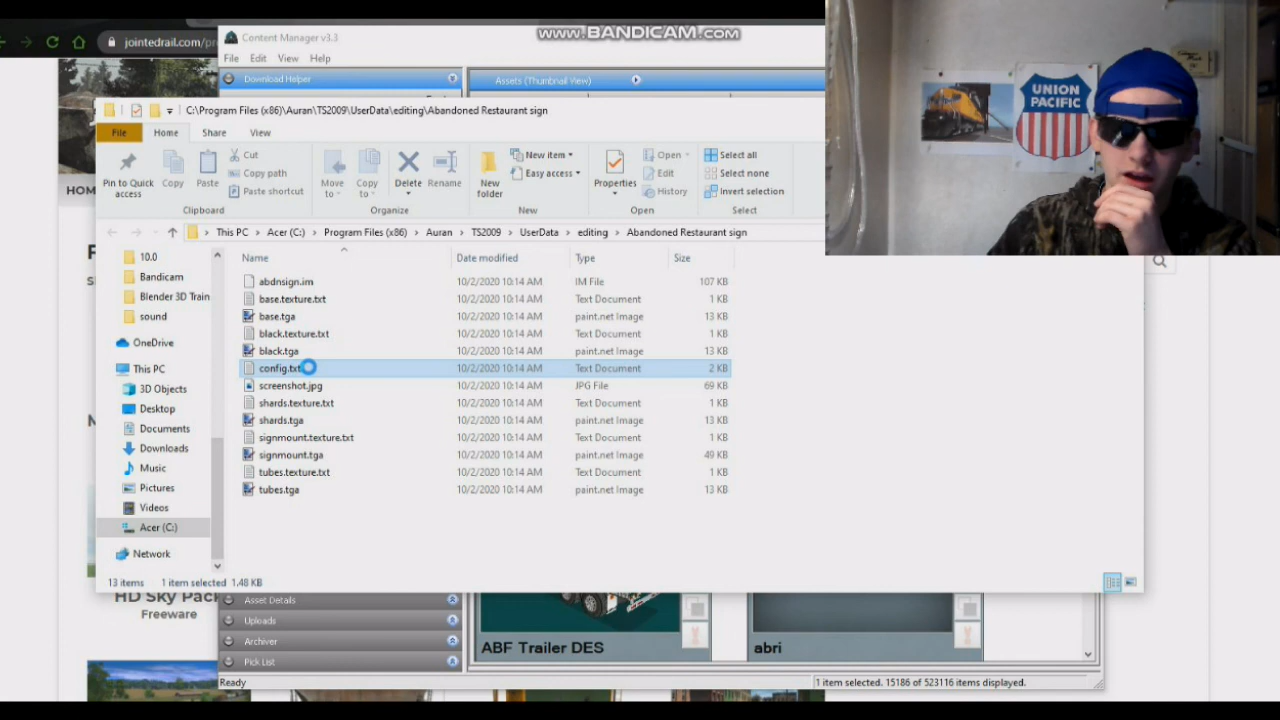 www.BANDICAM.com
jointedrail.com/pr
Content Manager v3.3
File Edit View Help
Download Helper
Assets (Thumbnail View)
C:\Program Files (x86)\Auran\TS2009\UserData\editing\Abandoned Restaurant sign
File Home Share View
Pin to Quick access
Copy
Paste
Cut
Copy path
Paste shortcut
Move to
Copy to
Delete
Rename
New folder
New item
Easy access
Properties
Open
Edit
History
Select all
Select none
Invert selection
Clipboard Organize New Open Select
HOM
UNION
PACIFIC
This PC > Acer (C:) > Program Files (x86) > Auran > TS2009 > UserData > editing > Abandoned Restaurant sign
Name Date modified Type Size
10.0
Bandicam
Blender 3D Train
sound
OneDrive
This PC
3D Objects
Desktop
Documents
Downloads
Music
Pictures
Videos
Acer (C:)
Network
abdnsign.im 10/2/2020 10:14 AM IM File 107 KB
base.texture.txt 10/2/2020 10:14 AM Text Document 1 KB
base.tga 10/2/2020 10:14 AM paint.net Image 13 KB
black.texture.txt 10/2/2020 10:14 AM Text Document 1 KB
black.tga 10/2/2020 10:14 AM paint.net Image 13 KB
config.txt 10/2/2020 10:14 AM Text Document 2 KB
screenshot.jpg 10/2/2020 10:14 AM JPG File 69 KB
shards.texture.txt 10/2/2020 10:14 AM Text Document 1 KB
shards.tga 10/2/2020 10:14 AM paint.net Image 13 KB
signmount.texture.txt 10/2/2020 10:14 AM Text Document 1 KB
signmount.tga 10/2/2020 10:14 AM paint.net Image 49 KB
tubes.texture.txt 10/2/2020 10:14 AM Text Document 1 KB
tubes.tga 10/2/2020 10:14 AM paint.net Image 13 KB
13 items 1 item selected 1.48 KB
HD Sky Pack
Freeware
Asset Details
Uploads
Archiver
Pick List
ABF Trailer DES
abri
Ready
1 item selected. 15186 of 523116 items displayed.